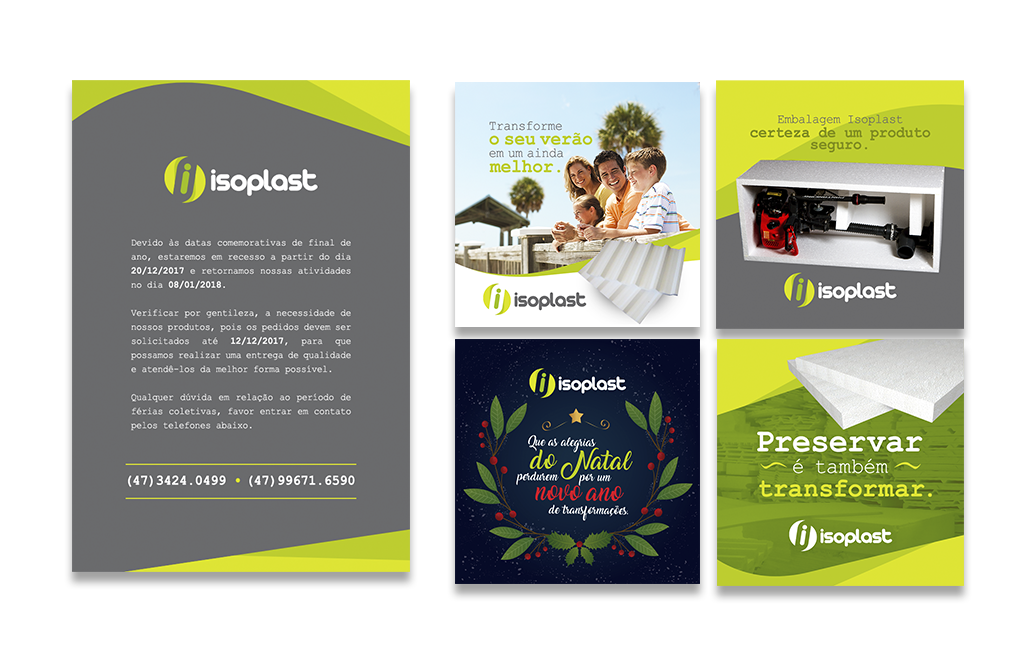 isoplast
Devido às datas comemorativas de final de
ano, estaremos em recesso a partir do dia
20/12/2017 e retornamos nossas atividades
no dia 08/01/2018.
Verificar por gentileza, a necessidade de
nossos produtos, pois os pedidos devem ser
solicitados até 12/12/2017, para que
possamos realizar uma entrega de qualidade
e atendê-los da melhor forma possível.
Qualquer dúvida em relação ao período de
férias coletivas, favor entrar em contato
pelos telefones abaixo.
(47)3424.0499 • (47)99671.6590
Transforme
o seu verão
em um ainda
melhor.
isoplast
Embalagem Isoplast
certeza de um produto
seguro.
isoplast
isoplast
Que as alegrias
do Natal
perdurem por um
novo ano
de transformações.
Preservar
é também
transformar.
isoplast